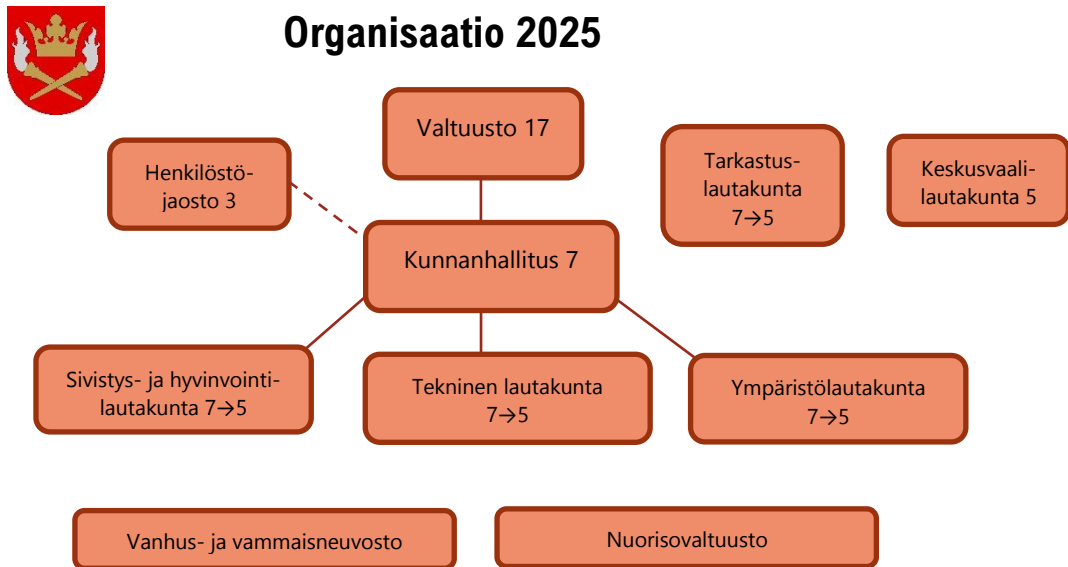 Organisaatio 2025
Valtuusto 17
Henkilöstö-
jaosto 3
Tarkastus-
lautakunta
7→5
Keskusvaali-
lautakunta 5
Kunnanhallitus 7
Sivistys- ja hyvinvointi-
lautakunta 7→5
Tekninen lautakunta
7→5
Ympäristölautakunta
7→5
Vanhus- ja vammaisneuvosto
Nuorisovaltuusto